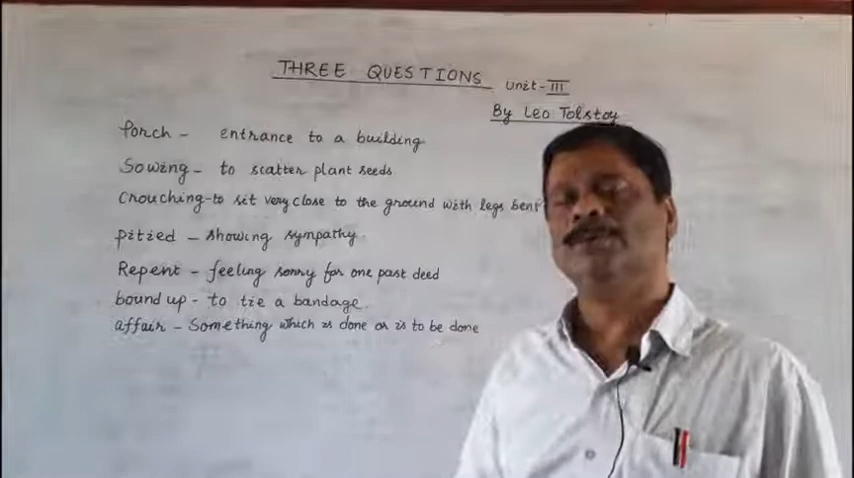 THREE QUESTIONS Unit-III
By Leo Tolstoy
Porch - entrance to a building
Sowing - to scatter plant seeds
Crouching-to sit very close to the ground with legs bent
pitied - showing sympathy
Repent - feeling sorry for one past deed
bound up - to tie a bandage
affair - Something which is done or is to be done